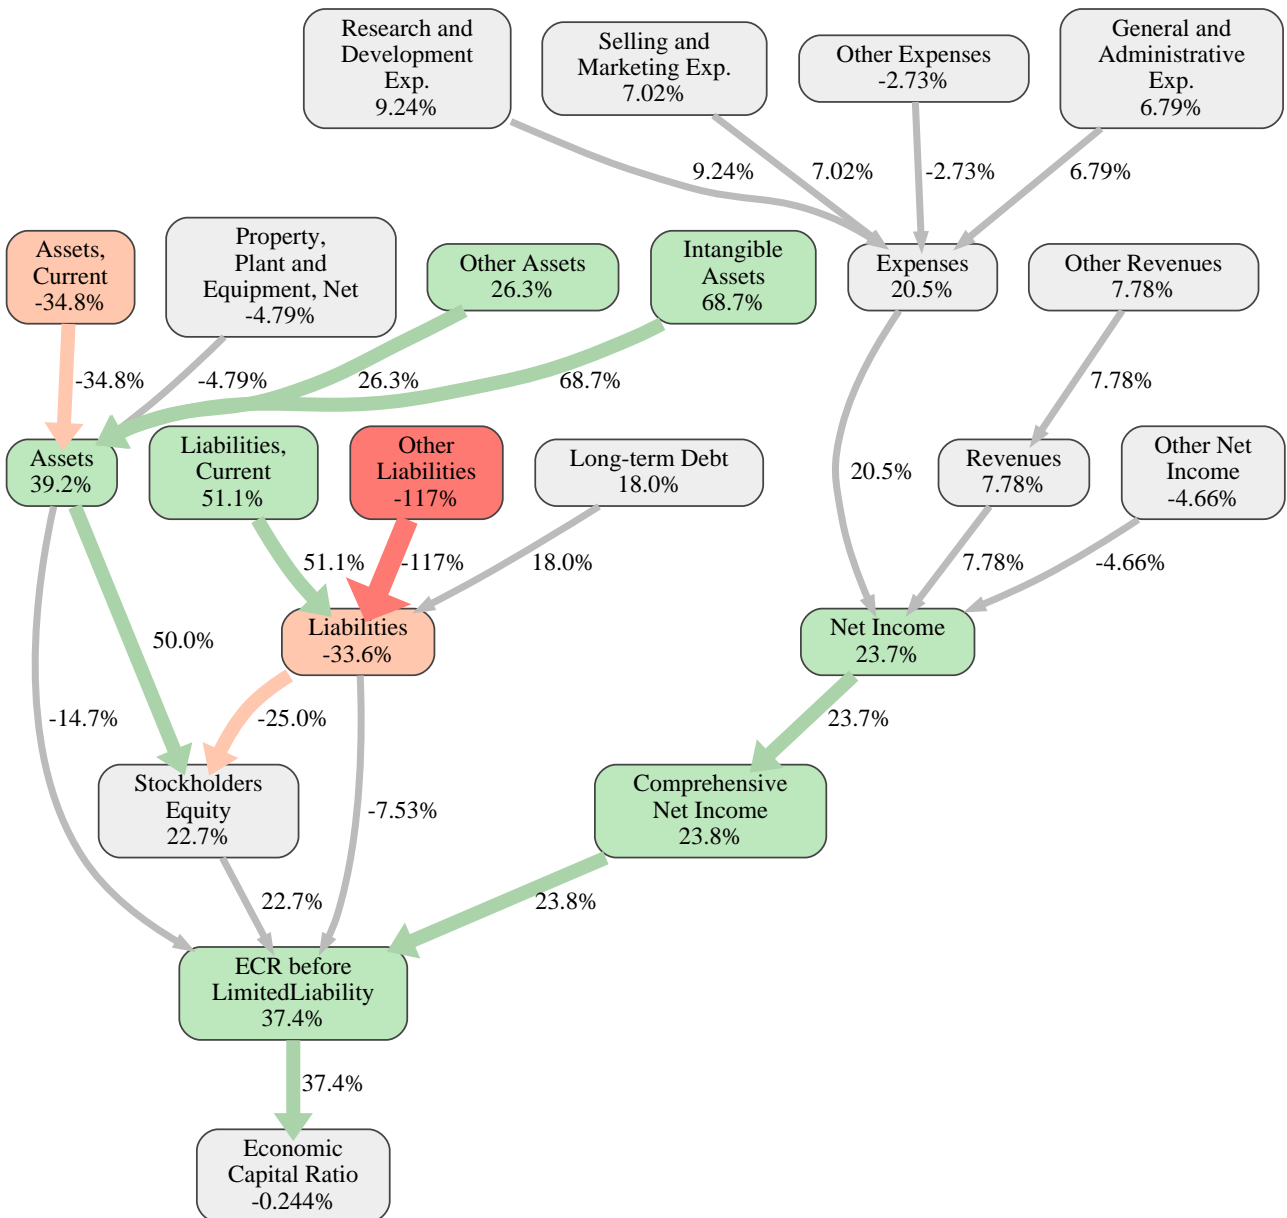 Research and
Development
Exp.
9.24%
Selling and
Marketing Exp.
7.02%
Other Expenses
-2.73%
General and
Administrative
Exp.
6.79%
9.24%
7.02%
-2.73%
6.79%
Assets,
Current
-34.8%
Property,
Plant and
Equipment, Net
-4.79%
Other Assets
26.3%
Intangible
Assets
68.7%
Expenses
20.5%
Other Revenues
7.78%
-34.8%
-4.79%
26.3%
68.7%
7.78%
Assets
39.2%
Liabilities,
Current
51.1%
Other
Liabilities
-117%
Long-term Debt
18.0%
20.5%
Revenues
7.78%
Other Net
Income
-4.66%
51.1%
-117%
18.0%
7.78%
-4.66%
50.0%
Liabilities
-33.6%
Net Income
23.7%
-14.7%
-25.0%
23.7%
Stockholders
Equity
22.7%
-7.53%
Comprehensive
Net Income
23.8%
22.7%
23.8%
ECR before
LimitedLiability
37.4%
37.4%
Economic
Capital Ratio
-0.244%